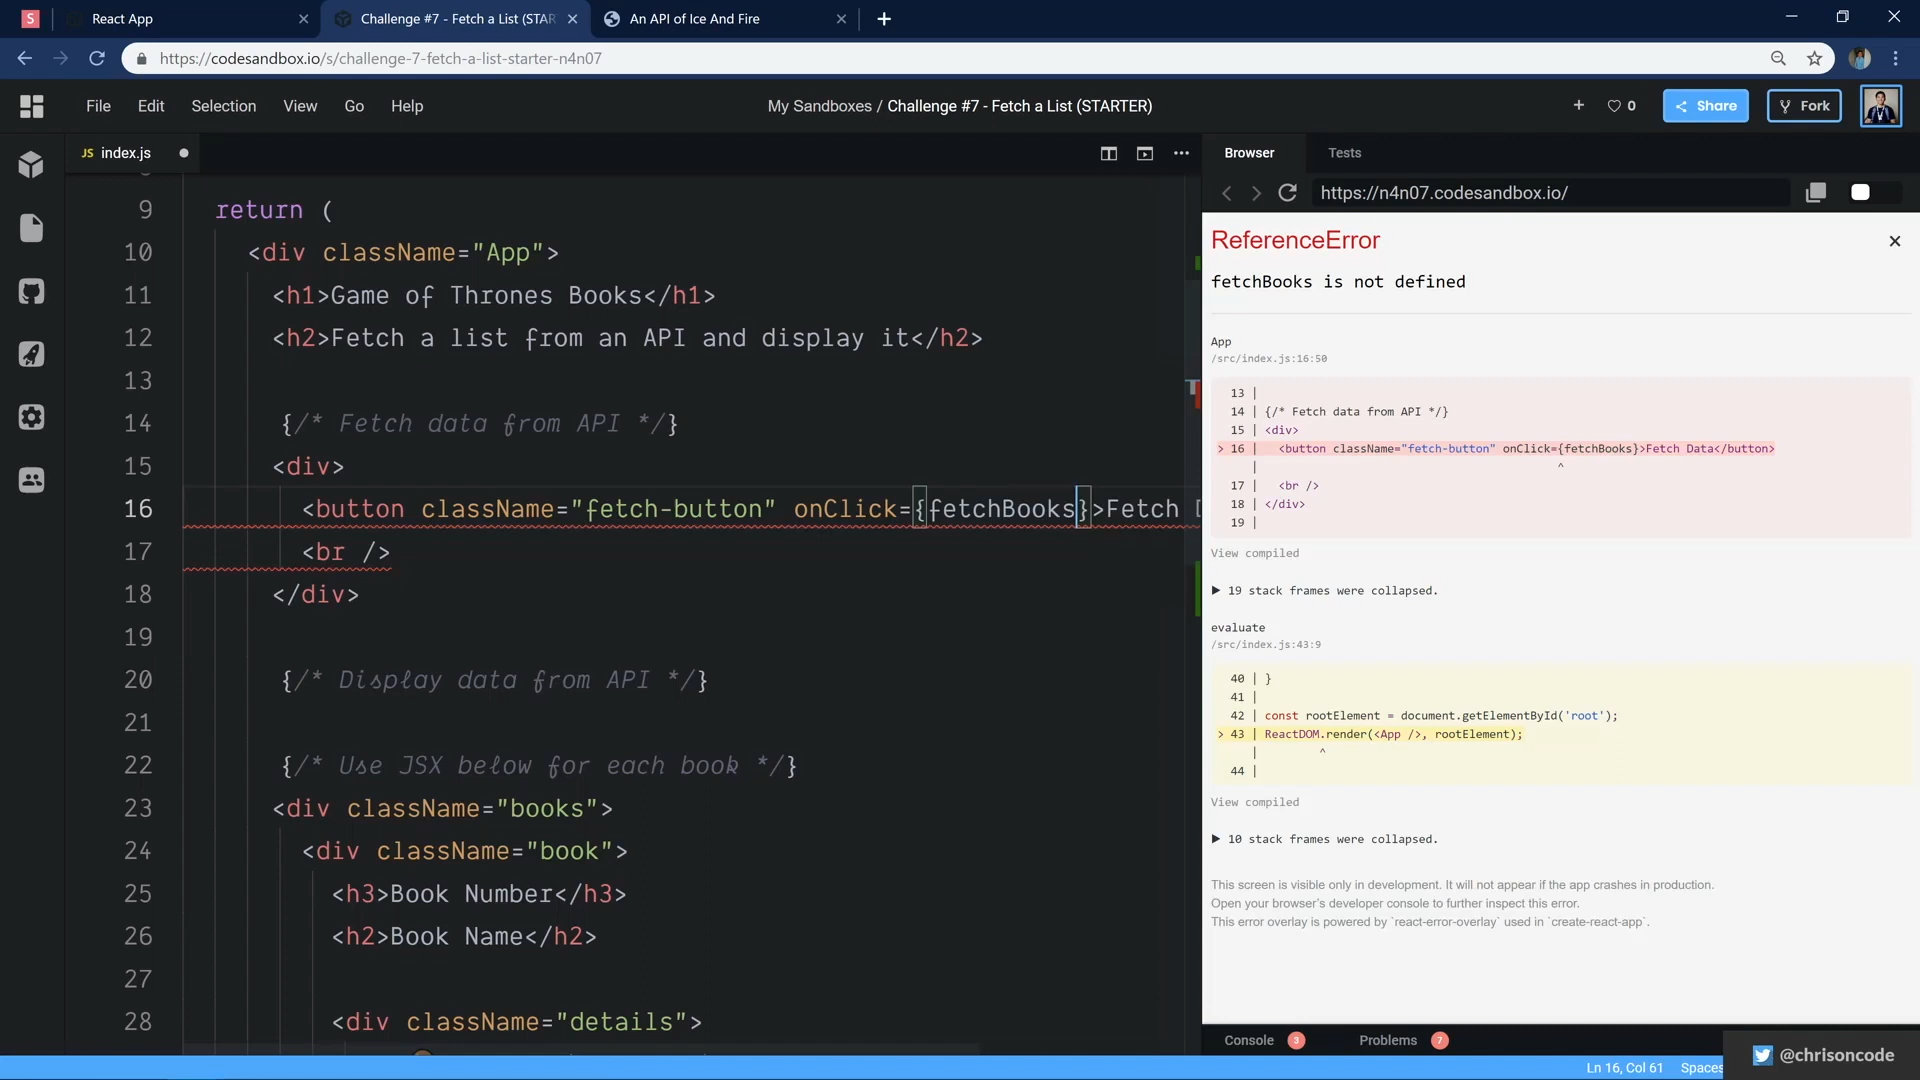 S React App Challenge #7 - Fetch a List (STAR An API of Ice And Fire
https://codesandbox.io/s/challenge-7-fetch-a-list-starter-n4n07
File Edit Selection View Go Help My Sandboxes / Challenge #7 - Fetch a List (STARTER) 0 Share Fork
JS index.js
9 return (
10 <div className="App">
11 <h1>Game of Thrones Books</h1>
12 <h2>Fetch a list from an API and display it</h2>
13
14 {/* Fetch data from API */}
15 <div>
16 <button className="fetch-button" onClick={fetchBooks}>Fetch
17 <br />
18 </div>
19
20 {/* Display data from API */}
21
22 {/* Use JSX below for each book */}
23 <div className="books">
24 <div className="book">
25 <h3>Book Number</h3>
26 <h2>Book Name</h2>
27
28 <div className="details">
Browser Tests
https://n4n07.codesandbox.io/
ReferenceError
fetchBooks is not defined
App
/src/index.js:16:50
13 |
14 | {/* Fetch data from API */}
15 | <div>
> 16 | <button className="fetch-button" onClick={fetchBooks}>Fetch Data</button>
| ^
17 | <br />
18 | </div>
19 |
View compiled
▶ 19 stack frames were collapsed.
evaluate
/src/index.js:43:9
40 | }
41 |
42 | const rootElement = document.getElementById('root');
> 43 | ReactDOM.render(<App />, rootElement);
| ^
44 |
View compiled
▶ 10 stack frames were collapsed.
This screen is visible only in development. It will not appear if the app crashes in production.
Open your browser's developer console to further inspect this error.
This error overlay is powered by `react-error-overlay` used in `create-react-app`.
Console 3 Problems 7
Ln 16, Col 61 Spaces
@chrisoncode